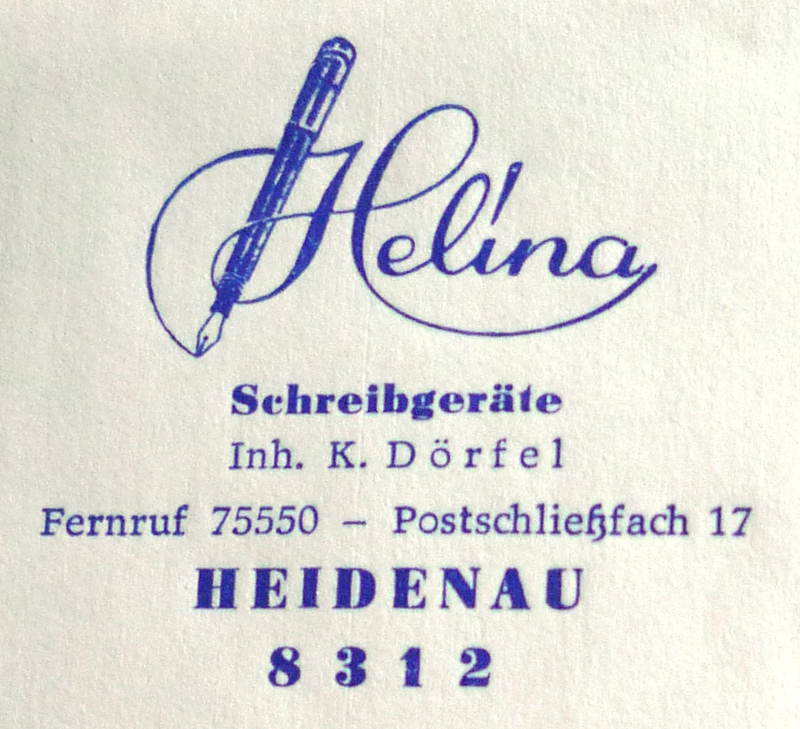 Helina
Schreibgeräte
Inh. K. Dörfel
Fernruf 75550 – Postschließfach 17
HEIDENAU
8312